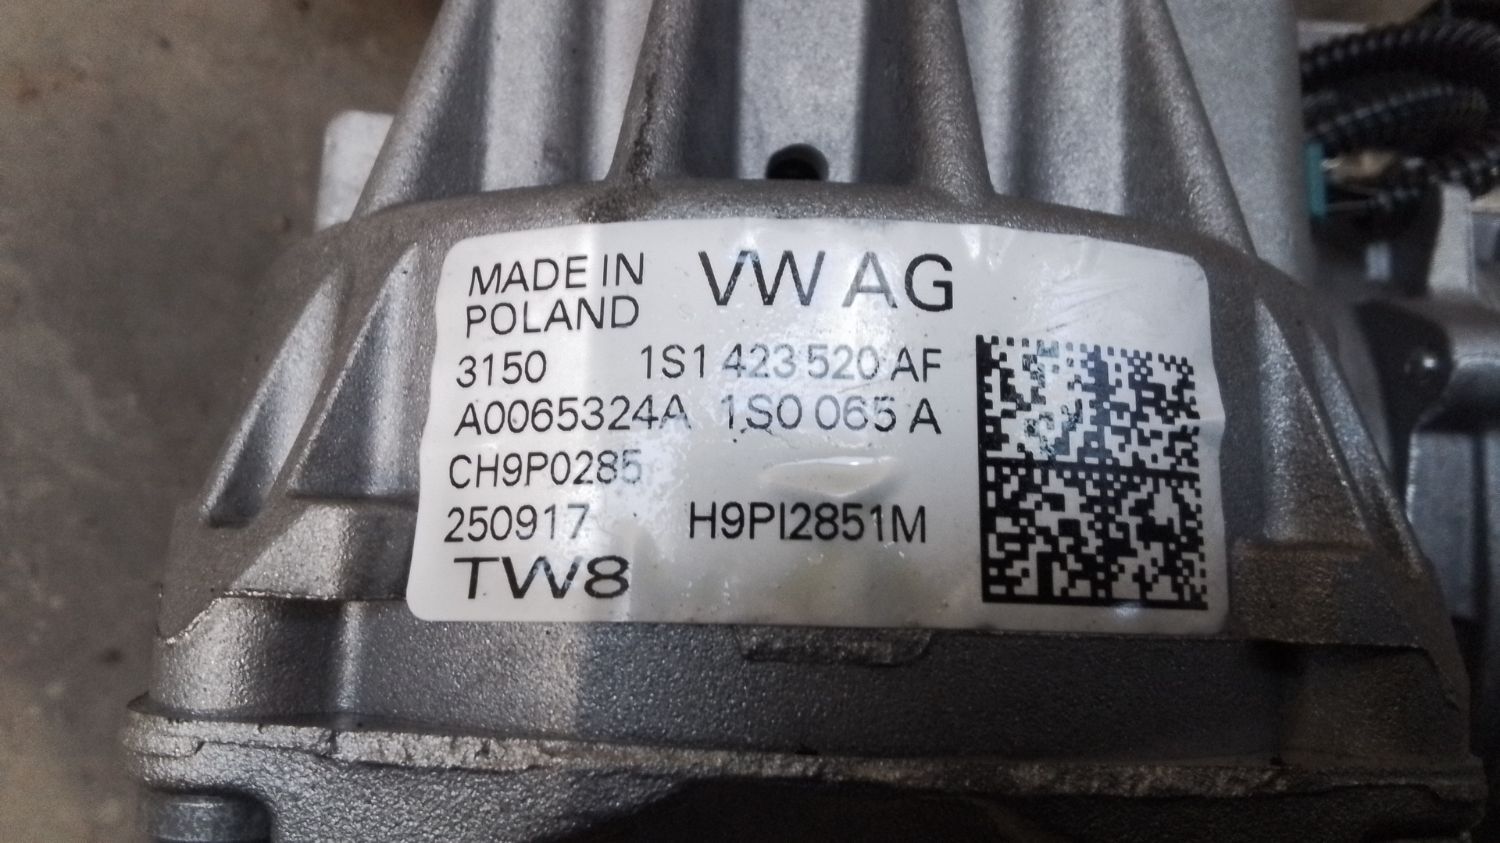 MADE IN VW AG
POLAND
3150 1S1 423 520 AF
A0065324A 1S0 065 A
CH9P0285
250917 H9PI2851M
TW8